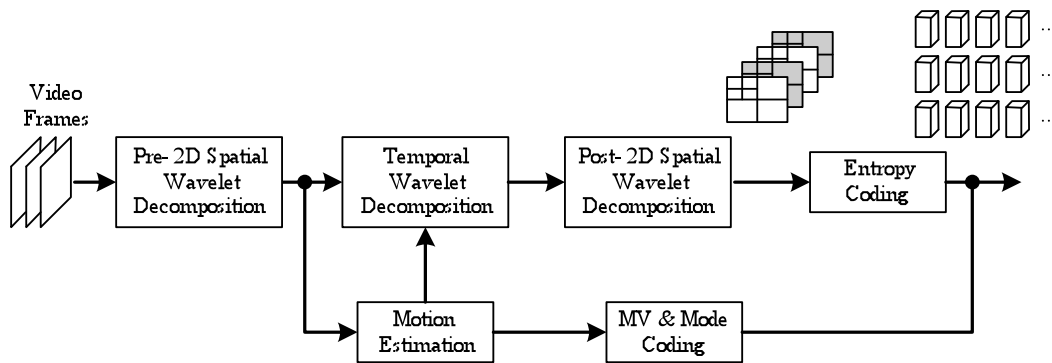 Video
Frames
Pre- 2D Spatial
Wavelet
Decomposition
Temporal
Wavelet
Decomposition
Post- 2D Spatial
Wavelet
Decomposition
Entropy
Coding
Motion
Estimation
MV & Mode
Coding
...
...
...